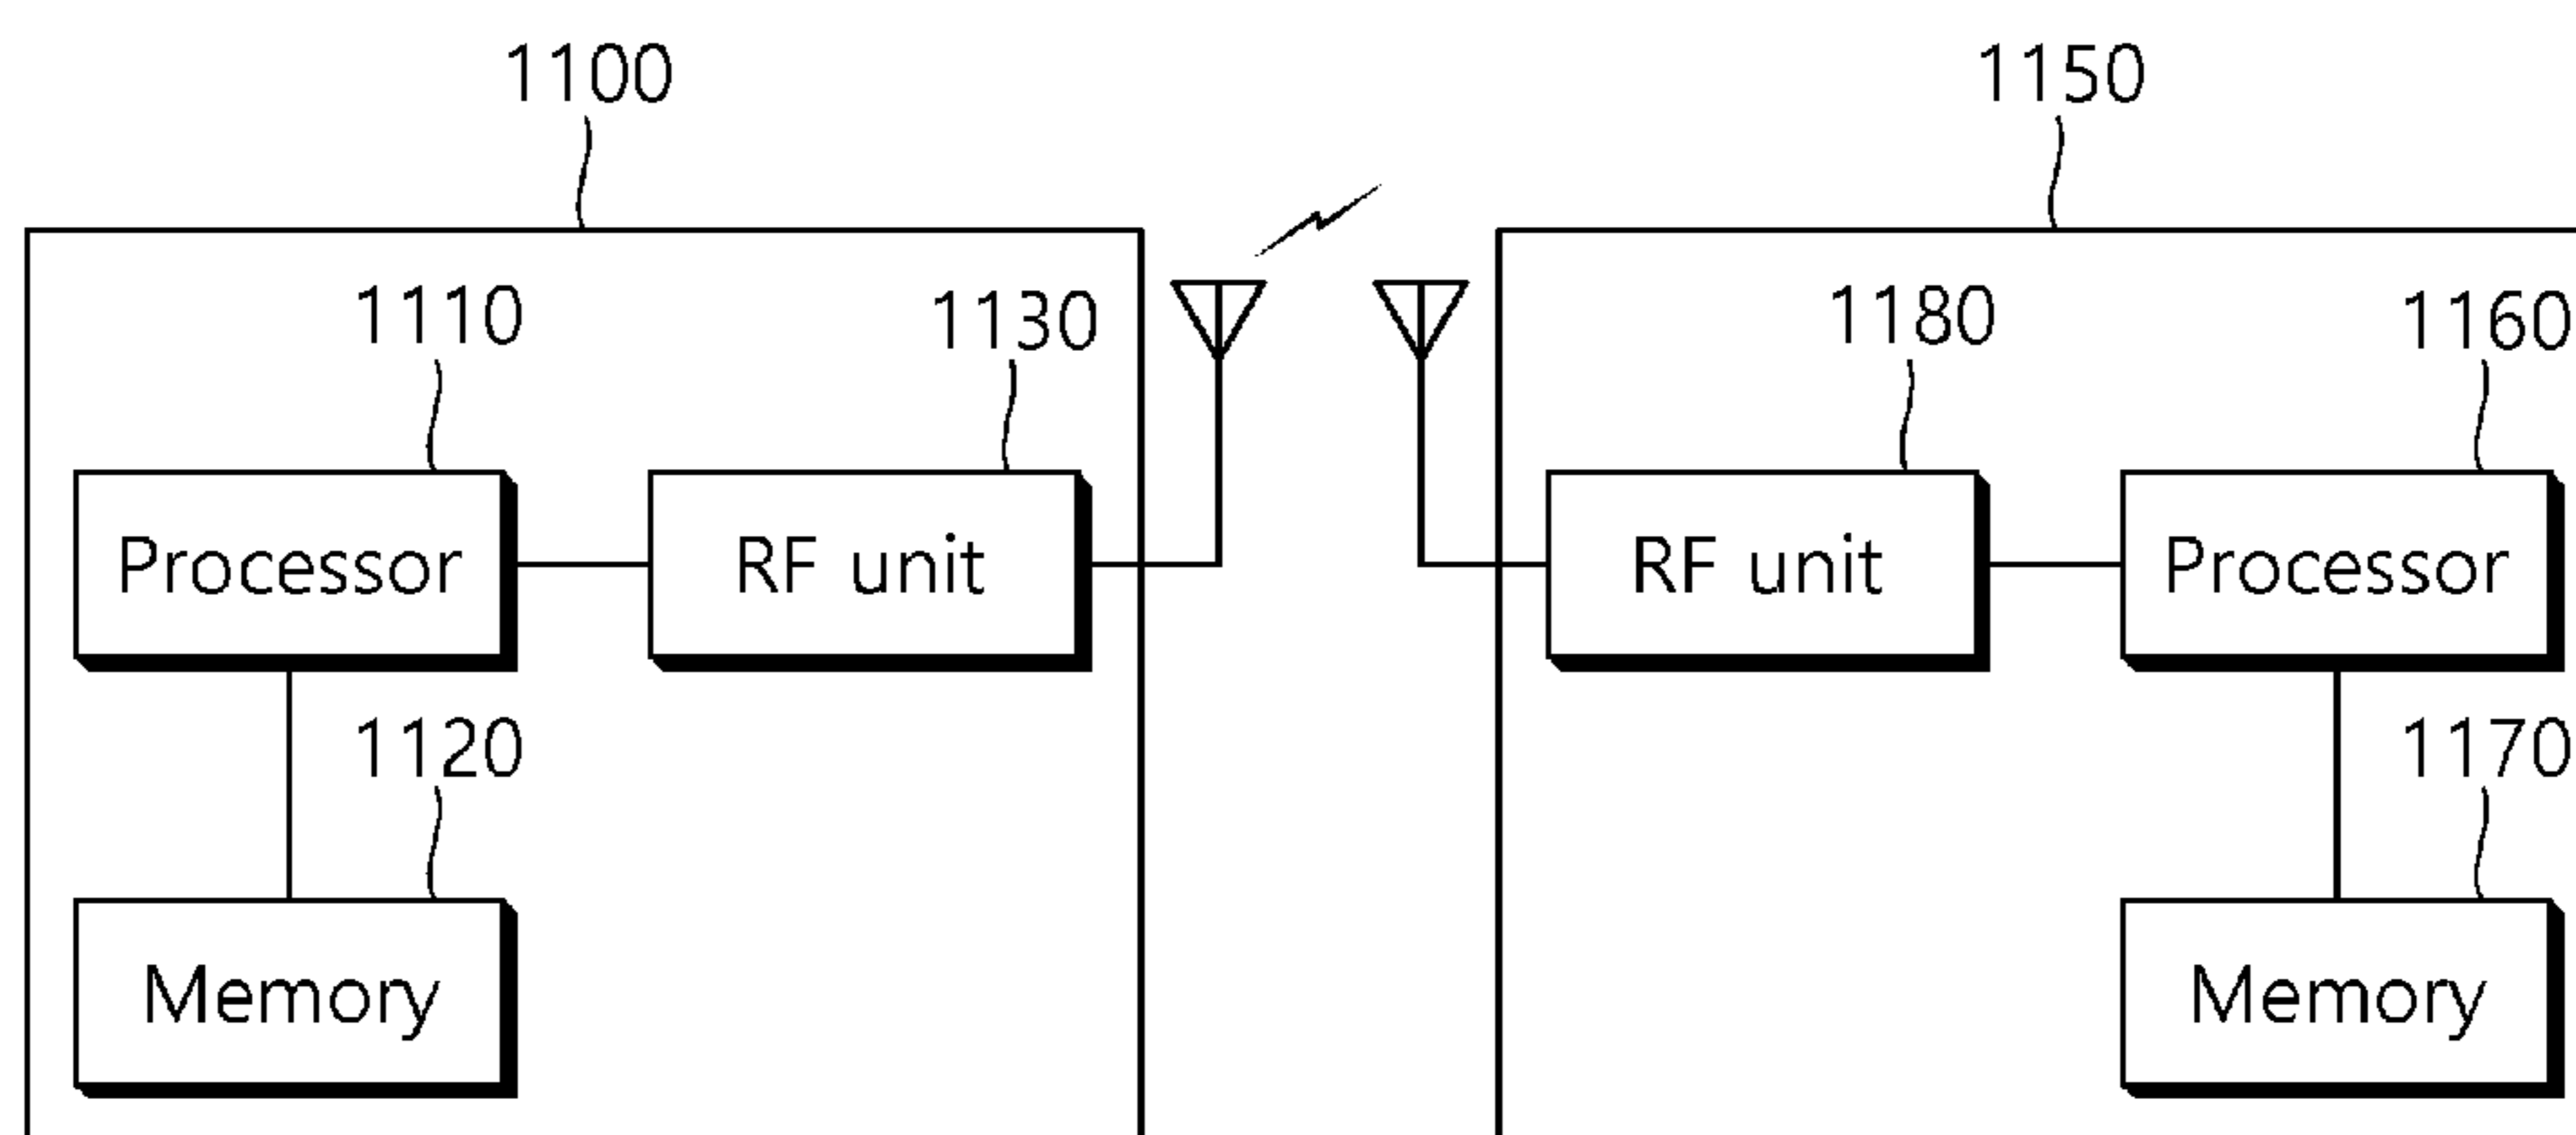 1100
1150
1110
1130
1180
1160
Processor
RF unit
RF unit
Processor
1120
1170
Memory
Memory